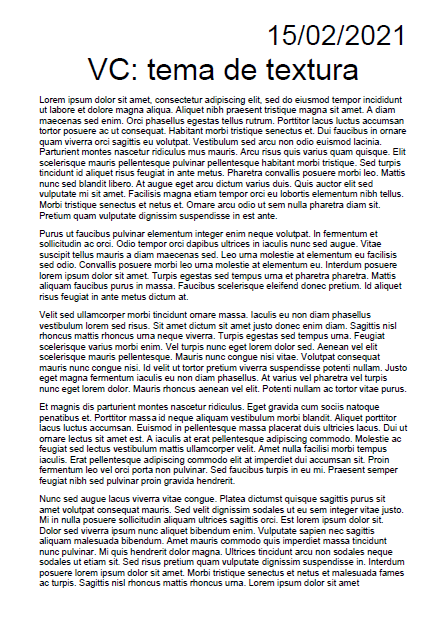 15/02/2021
VC: tema de textura
Lorem ipsum dolor sit amet, consectetur adipiscing elit, sed do eiusmod tempor incididunt
ut labore et dolore magna aliqua. Aliquet nibh praesent tristique magna sit amet. A diam
maecenas sed enim. Orci phasellus egestas tellus rutrum. Porttitor lacus luctus accumsan
tortor posuere ac ut consequat. Habitant morbi tristique senectus et. Dui faucibus in ornare
quam viverra orci sagittis eu volutpat. Vestibulum sed arcu non odio euismod lacinia.
Parturient montes nascetur ridiculus mus mauris. Arcu risus quis varius quam quisque. Elit
scelerisque mauris pellentesque pulvinar pellentesque habitant morbi tristique. Sed turpis
tincidunt id aliquet risus feugiat in ante metus. Pharetra convallis posuere morbi leo. Mattis
nunc sed blandit libero. At augue eget arcu dictum varius duis. Quis auctor elit sed
vulputate mi sit amet. Facilisis magna etiam tempor orci eu lobortis elementum nibh tellus.
Morbi tristique senectus et netus et. Ornare arcu odio ut sem nulla pharetra diam sit.
Pretium quam vulputate dignissim suspendisse in est ante.
Purus ut faucibus pulvinar elementum integer enim neque volutpat. In fermentum et
sollicitudin ac orci. Odio tempor orci dapibus ultrices in iaculis nunc sed augue. Vitae
suscipit tellus mauris a diam maecenas sed. Leo urna molestie at elementum eu facilisis
sed odio. Convallis posuere morbi leo urna molestie at elementum eu. Interdum posuere
lorem ipsum dolor sit amet. Turpis egestas sed tempus urna et pharetra pharetra. Mattis
aliquam faucibus purus in massa. Faucibus scelerisque eleifend donec pretium. Id aliquet
risus feugiat in ante metus dictum at.
Velit sed ullamcorper morbi tincidunt ornare massa. Iaculis eu non diam phasellus
vestibulum lorem sed risus. Sit amet dictum sit amet justo donec enim diam. Sagittis nisl
rhoncus mattis rhoncus urna neque viverra. Turpis egestas sed tempus urna. Feugiat
scelerisque varius morbi enim. Vel turpis nunc eget lorem dolor sed. Aenean vel elit
scelerisque mauris pellentesque. Mauris nunc congue nisi vitae. Volutpat consequat
mauris nunc congue nisi. Id velit ut tortor pretium viverra suspendisse potenti nullam. Justo
eget magna fermentum iaculis eu non diam phasellus. At varius vel pharetra vel turpis
nunc eget lorem dolor. Mauris rhoncus aenean vel elit. Potenti nullam ac tortor vitae purus.
Et magnis dis parturient montes nascetur ridiculus. Eget gravida cum sociis natoque
penatibus et. Porttitor massa id neque aliquam vestibulum morbi blandit. Aliquet porttitor
lacus luctus accumsan. Euismod in pellentesque massa placerat duis ultricies lacus. Dui ut
ornare lectus sit amet est. A iaculis at erat pellentesque adipiscing commodo. Molestie ac
feugiat sed lectus vestibulum mattis ullamcorper velit. Amet nulla facilisi morbi tempus
iaculis. Erat pellentesque adipiscing commodo elit at imperdiet dui accumsan sit. Proin
fermentum leo vel orci porta non pulvinar. Sed faucibus turpis in eu mi. Praesent semper
feugiat nibh sed pulvinar proin gravida hendrerit.
Nunc sed augue lacus viverra vitae congue. Platea dictumst quisque sagittis purus sit
amet volutpat consequat mauris. Sed velit dignissim sodales ut eu sem integer vitae justo.
Mi in nulla posuere sollicitudin aliquam ultrices sagittis orci. Est lorem ipsum dolor sit.
Dolor sed viverra ipsum nunc aliquet bibendum enim. Vulputate sapien nec sagittis
aliquam malesuada bibendum. Amet mauris commodo quis imperdiet massa tincidunt
nunc pulvinar. Mi quis hendrerit dolor magna. Ultrices tincidunt arcu non sodales neque
sodales ut etiam sit. Sed risus pretium quam vulputate dignissim suspendisse in. Interdum
posuere lorem ipsum dolor sit amet. Morbi tristique senectus et netus et malesuada fames
ac turpis. Sagittis nisl rhoncus mattis rhoncus urna. Lorem ipsum dolor sit amet